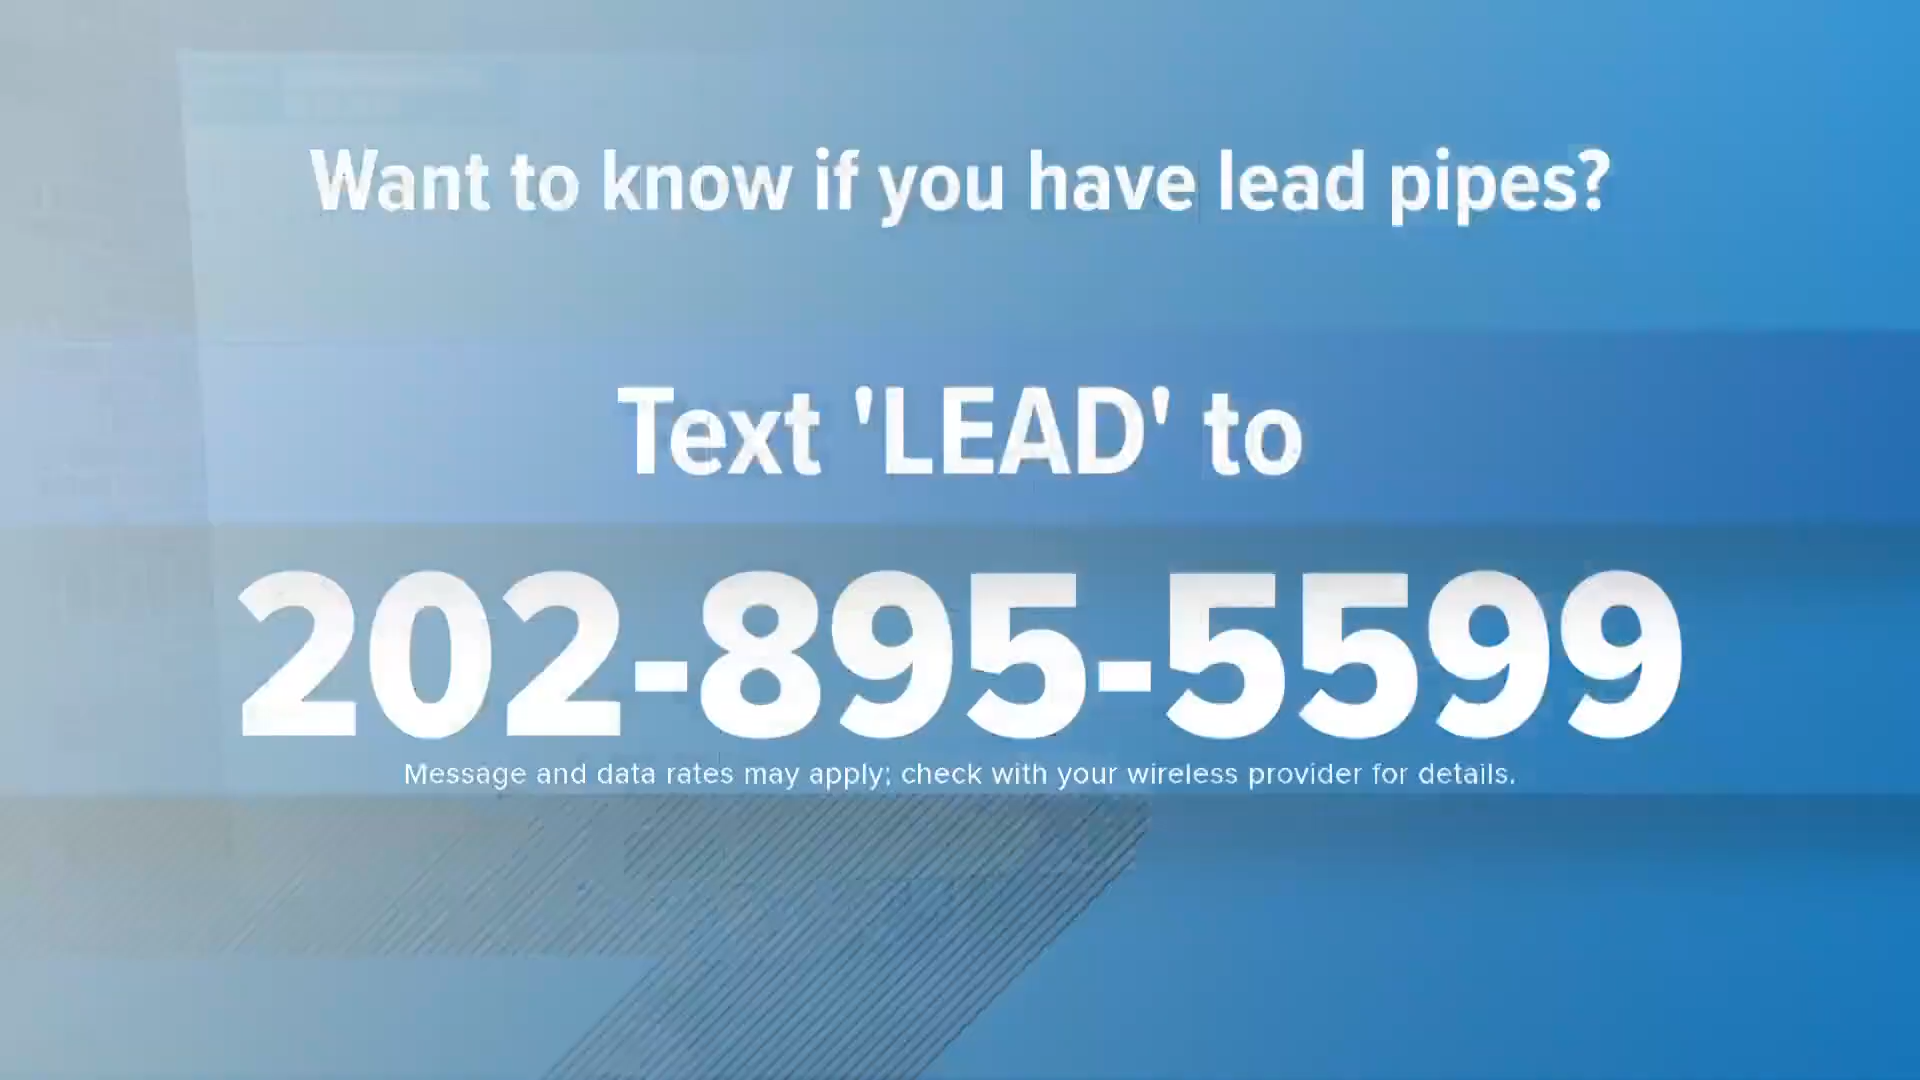 Want to know if you have lead pipes?
Text 'LEAD' to
202-895-5599
Message and data rates may apply; check with your wireless provider for details.